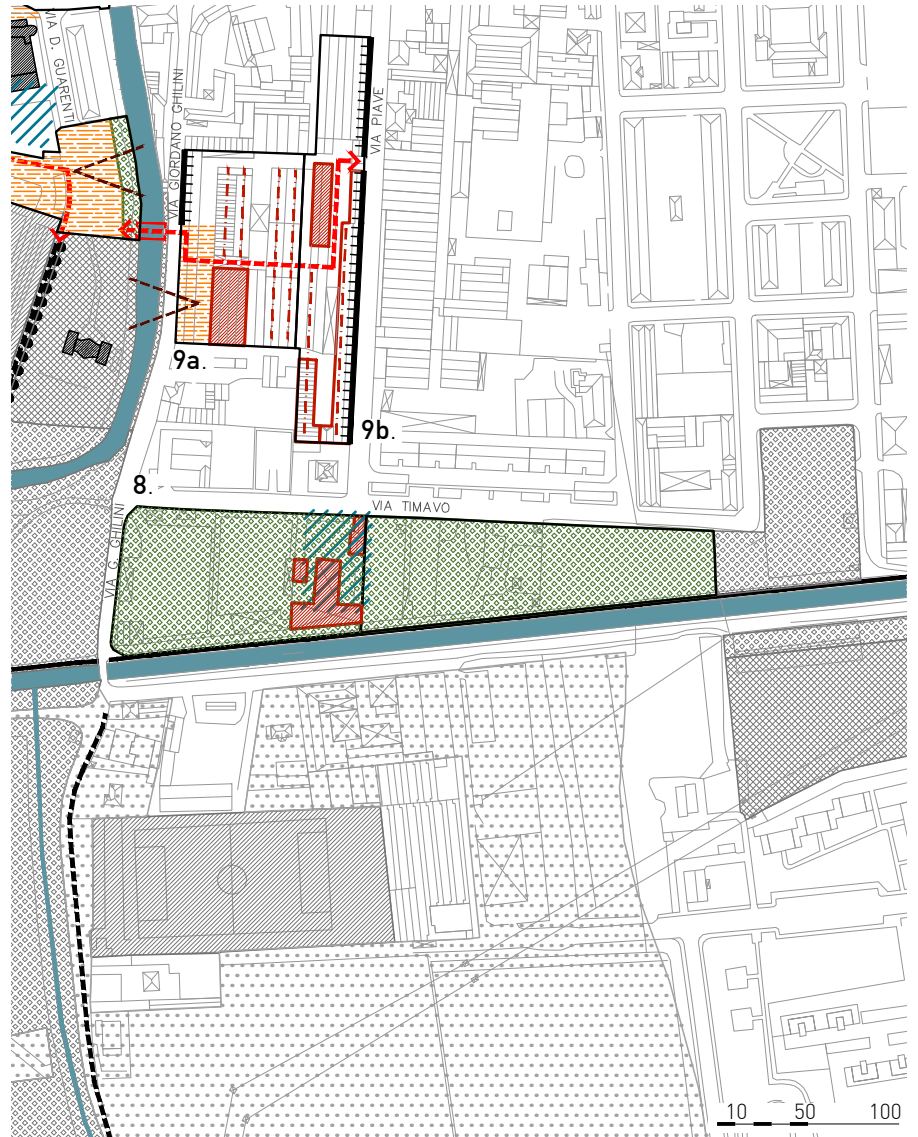 VIA D. GUARENTI
VIA GIORDANO GHILINI
VIA PIAVE
9a.
9b.
8.
VIA TIMAVO
VIA G. GHILINI
10 50 100